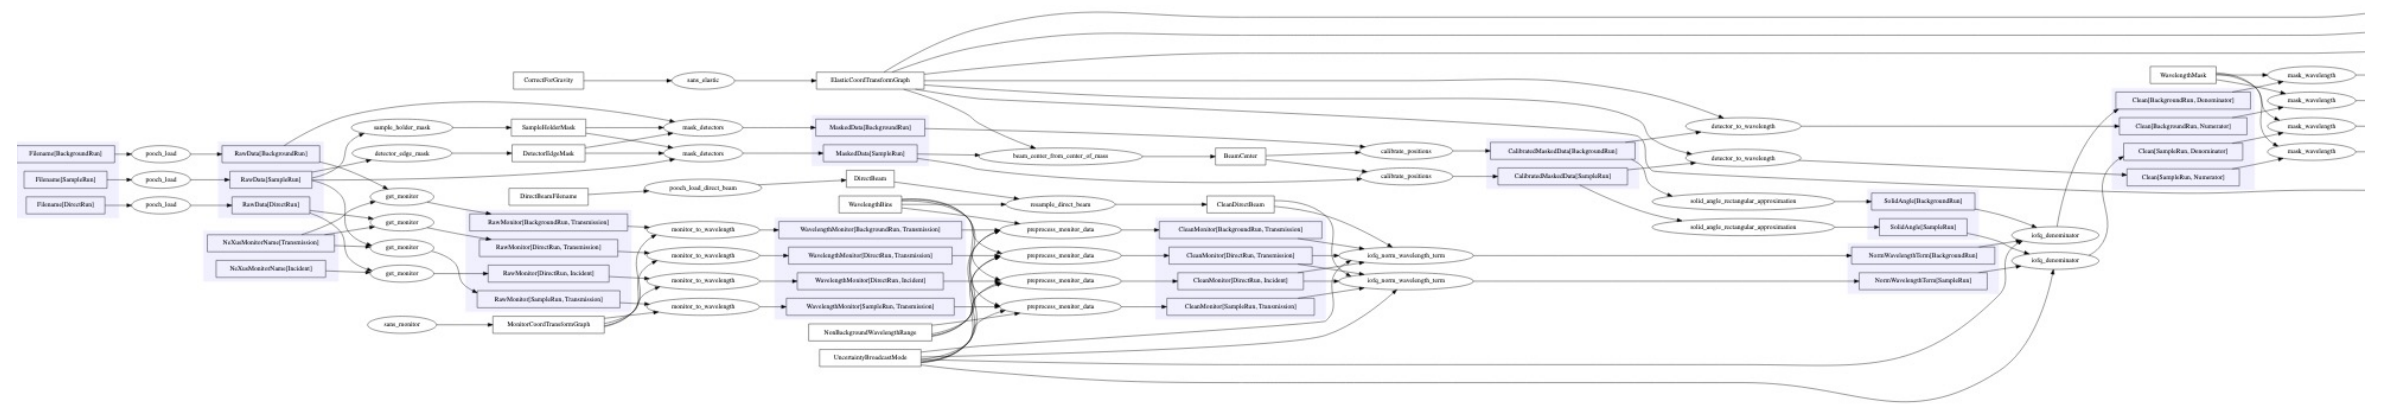 CorrectForGravity
sans_elastic
ElasticCoordTransformGraph
WavelengthMask
mask_wavelength
Clean[BackgroundRun, Denominator]
mask_wavelength
sample_holder_mask
SampleHolderMask
mask_detectors
MaskedData[BackgroundRun]
detector_to_wavelength
Clean[BackgroundRun, Numerator]
mask_wavelength
Filename[BackgroundRun]
pooch_load
RawData[BackgroundRun]
detector_edge_mask
DetectorEdgeMask
mask_detectors
MaskedData[SampleRun]
beam_center_from_center_of_mass
BeamCenter
calibrate_positions
CalibratedMaskedData[BackgroundRun]
detector_to_wavelength
Clean[SampleRun, Denominator]
mask_wavelength
Filename[SampleRun]
pooch_load
RawData[SampleRun]
pooch_load_direct_beam
DirectBeam
calibrate_positions
CalibratedMaskedData[SampleRun]
Clean[SampleRun, Numerator]
Filename[DirectRun]
pooch_load
RawData[DirectRun]
get_monitor
DirectBeamFilename
WavelengthBins
resample_direct_beam
CleanDirectBeam
solid_angle_rectangular_approximation
SolidAngle[BackgroundRun]
get_monitor
RawMonitor[BackgroundRun, Transmission]
monitor_to_wavelength
WavelengthMonitor[BackgroundRun, Transmission]
preprocess_monitor_data
CleanMonitor[BackgroundRun, Transmission]
solid_angle_rectangular_approximation
SolidAngle[SampleRun]
iofq_denominator
NeXusMonitorName[Transmission]
get_monitor
RawMonitor[DirectRun, Transmission]
monitor_to_wavelength
WavelengthMonitor[DirectRun, Transmission]
preprocess_monitor_data
CleanMonitor[DirectRun, Transmission]
iofq_norm_wavelength_term
NormWavelengthTerm[BackgroundRun]
iofq_denominator
NeXusMonitorName[Incident]
get_monitor
RawMonitor[DirectRun, Incident]
monitor_to_wavelength
WavelengthMonitor[DirectRun, Incident]
preprocess_monitor_data
CleanMonitor[DirectRun, Incident]
iofq_norm_wavelength_term
NormWavelengthTerm[SampleRun]
RawMonitor[SampleRun, Transmission]
monitor_to_wavelength
WavelengthMonitor[SampleRun, Transmission]
preprocess_monitor_data
CleanMonitor[SampleRun, Transmission]
sans_monitor
MonitorCoordTransformGraph
NonBackgroundWavelengthRange
UncertaintyBroadcastMode